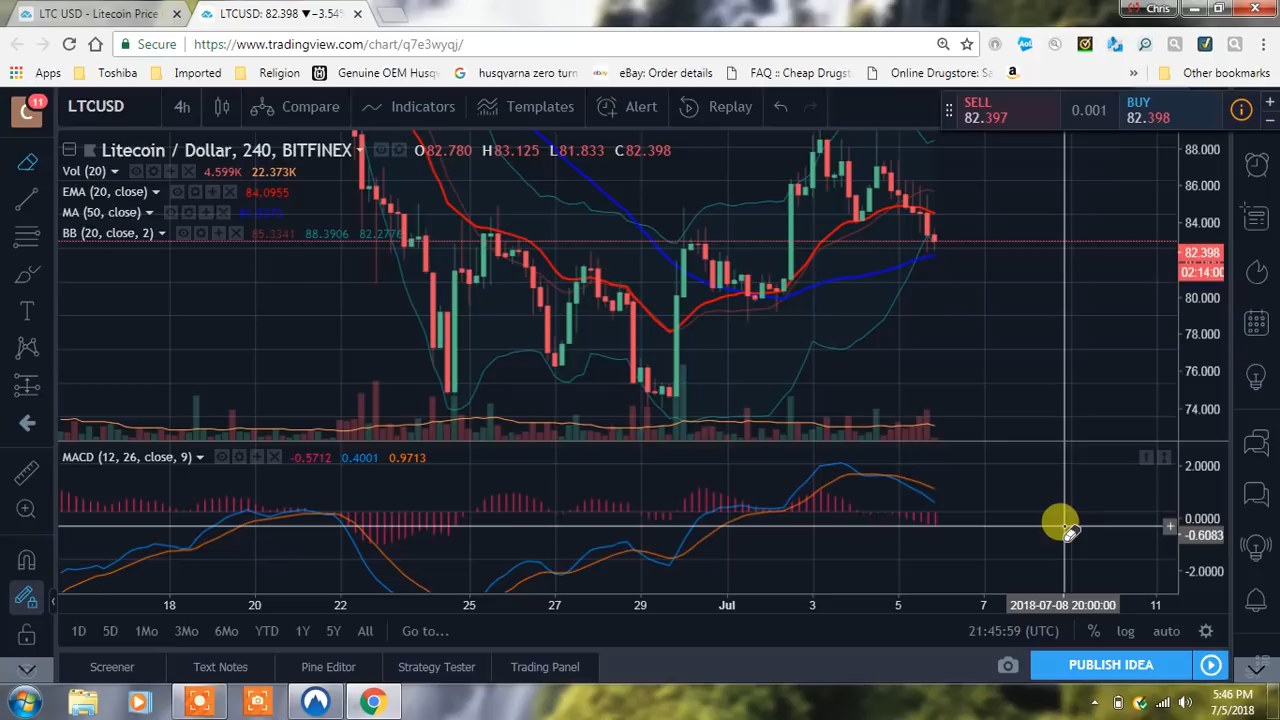 LTC USD - Litecoin Price
LTCUSD: 82.398 ▼ −3.54%
Chris
Secure
https://www.tradingview.com/chart/q7e3wyqj/
Apps
Toshiba
Imported
Religion
Genuine OEM Husq
husqvarna zero turn
eBay: Order details
FAQ :: Cheap Drugst
Online Drugstore: Sa
»
Other bookmarks
C 11
LTCUSD
4h
Compare
Indicators
Templates
Alert
Replay
SELL
82.397
0.001
BUY
82.398
Litecoin / Dollar, 240, BITFINEX
O82.780 H83.125 L81.833 C82.398
Vol (20) 4.599K 22.373K
EMA (20, close) 84.0955
MA (50, close)
BB (20, close, 2) 85.3341 88.3906 82.2776
88.000
86.000
84.000
82.398
02:14:00
80.000
78.000
76.000
74.000
MACD (12, 26, close, 9) -0.5712 0.4001 0.9713
2.0000
0.0000
-0.6083
-2.0000
18 20 22 25 27 29 Jul 3 5 7 2018-07-08 20:00:00 11
1D 5D 1Mo 3Mo 6Mo YTD 1Y 5Y All Go to...
21:45:59 (UTC) % log auto
Screener
Text Notes
Pine Editor
Strategy Tester
Trading Panel
PUBLISH IDEA
5:46 PM
7/5/2018